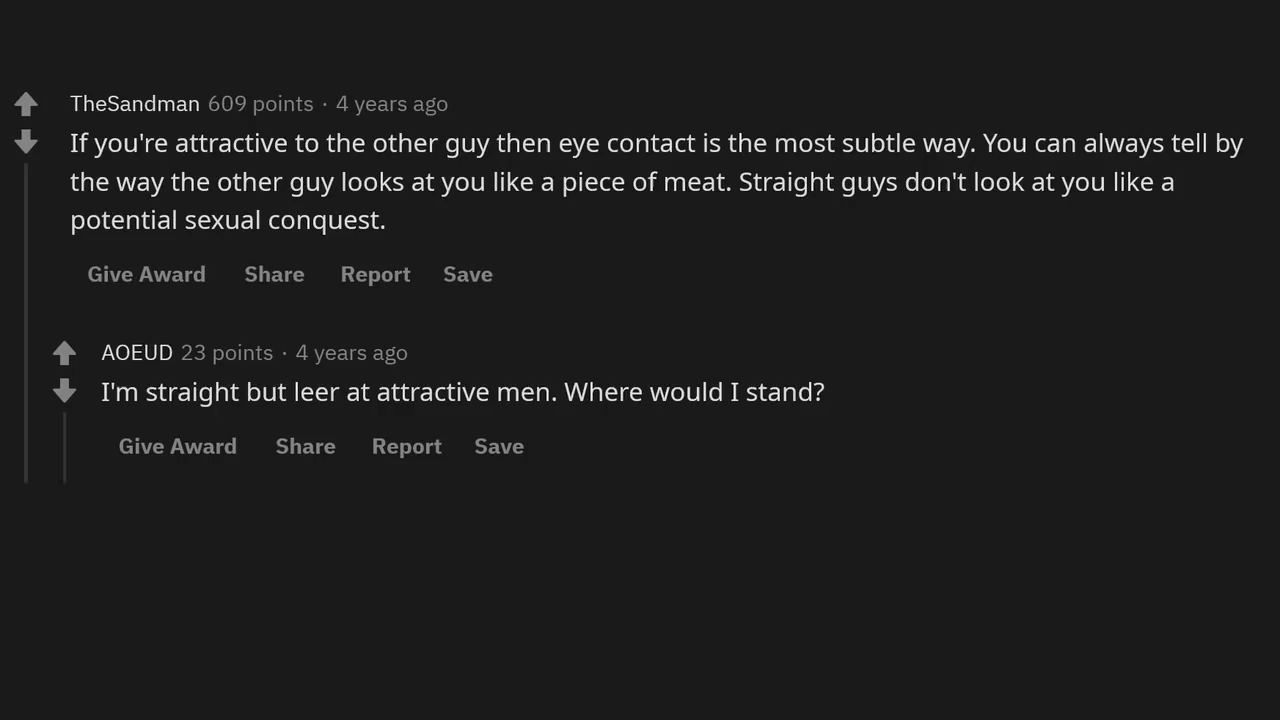 TheSandman 609 points · 4 years ago
If you're attractive to the other guy then eye contact is the most subtle way. You can always tell by
the way the other guy looks at you like a piece of meat. Straight guys don't look at you like a
potential sexual conquest.
Give Award Share Report Save
AOEUD 23 points · 4 years ago
I'm straight but leer at attractive men. Where would I stand?
Give Award Share Report Save